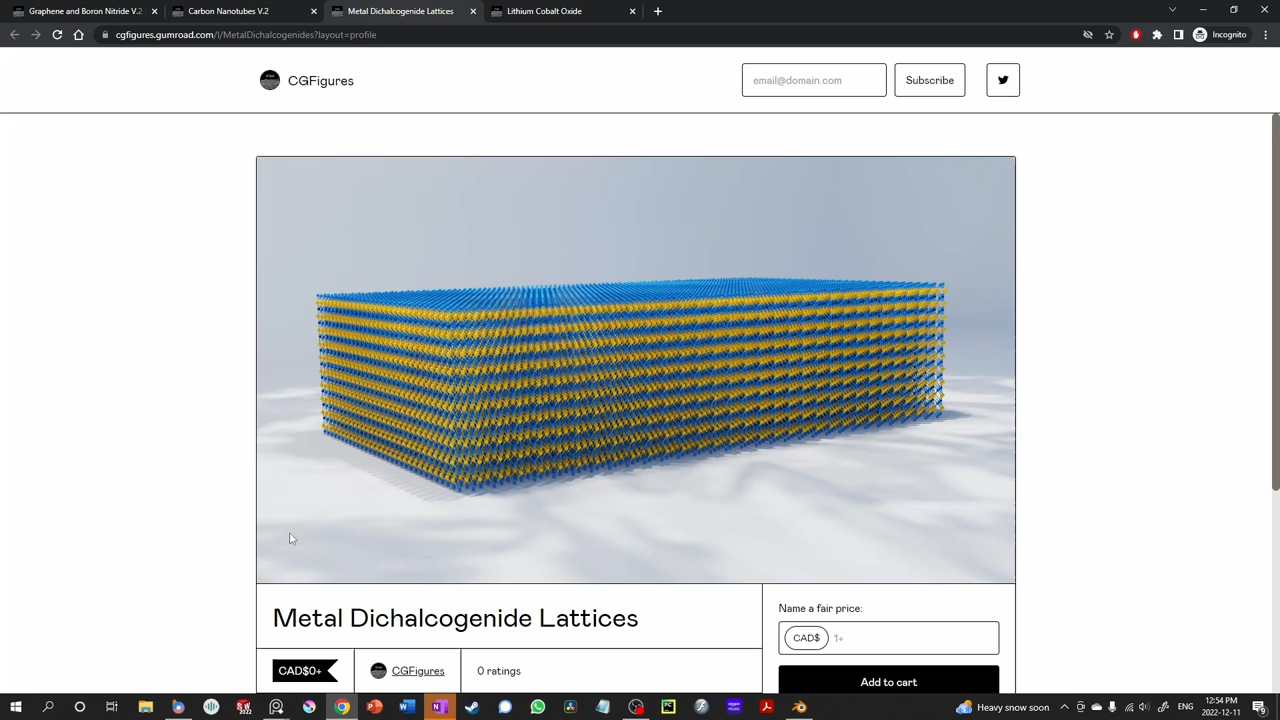 Graphene and Boron Nitride V.2
Carbon Nanotubes V.2
Metal Dichalcogenide Lattices
Lithium Cobalt Oxide
cgfigures.gumroad.com/l/MetalDichalcogenides?layout=profile
Incognito
CGFigures
email@domain.com
Subscribe
Metal Dichalcogenide Lattices
Name a fair price:
CAD$ 1+
CAD$0+
CGFigures
0 ratings
Add to cart
Heavy snow soon
ENG
12:54 PM
2022-12-11